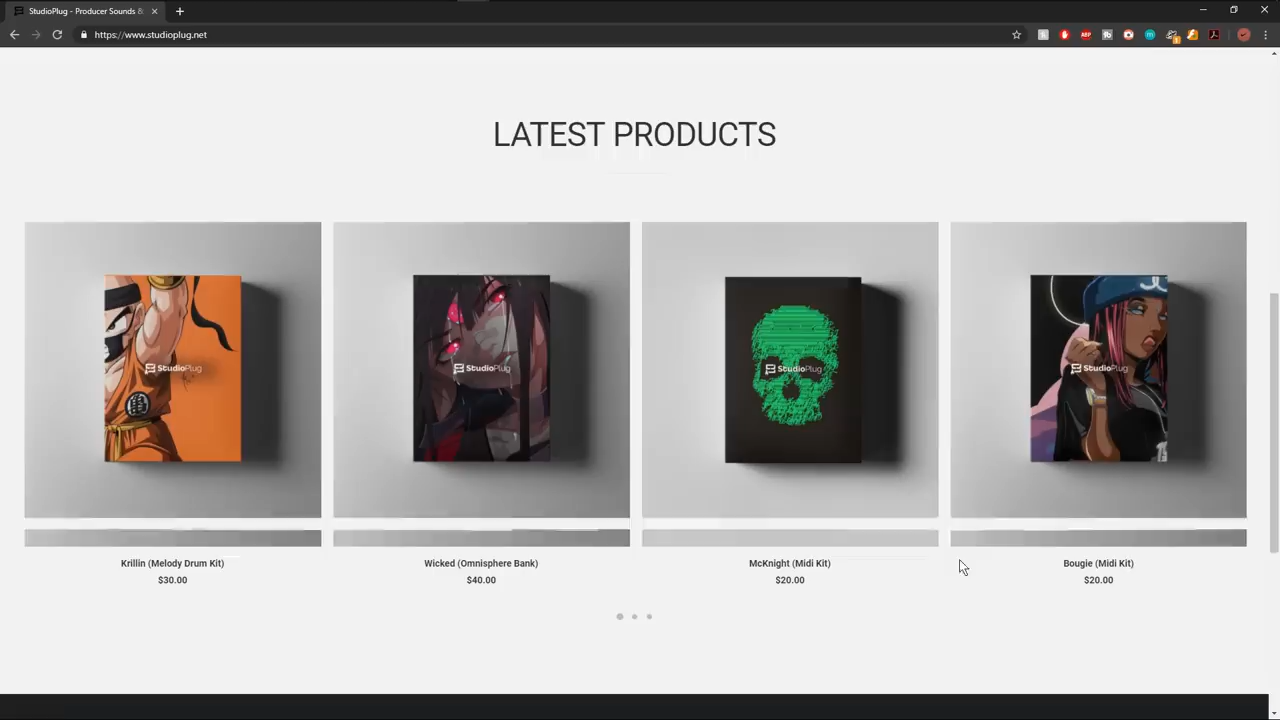 StudioPlug - Producer Sounds &
https://www.studioplug.net
LATEST PRODUCTS
StudioPlug
StudioPlug
StudioPlug
StudioPlug
Krillin (Melody Drum Kit)
$30.00
Wicked (Omnisphere Bank)
$40.00
McKnight (Midi Kit)
$20.00
Bougie (Midi Kit)
$20.00